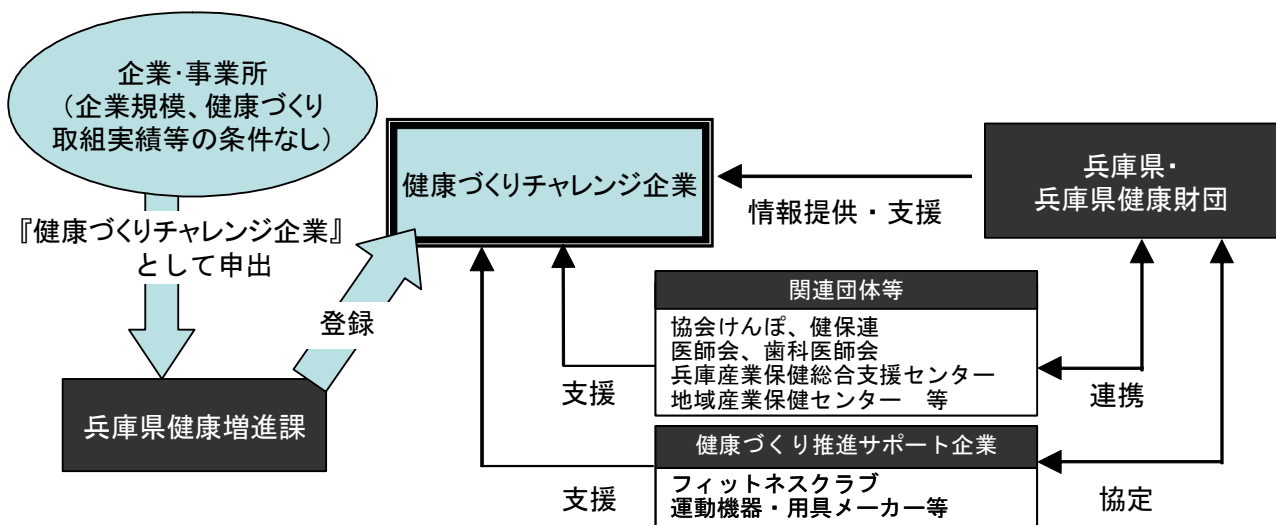 企業・事業所
（企業規模、健康づくり
取組実績等の条件なし）
『健康づくりチャレンジ企業』
として申出
兵庫県健康増進課
登録
健康づくりチャレンジ企業
情報提供・支援
兵庫県・
兵庫県健康財団
関連団体等
協会けんぽ、健保連
医師会、歯科医師会
兵庫産業保健総合支援センター
地域産業保健センター　等
支援
連携
健康づくり推進サポート企業
フィットネスクラブ
運動機器・用具メーカー等
支援
協定